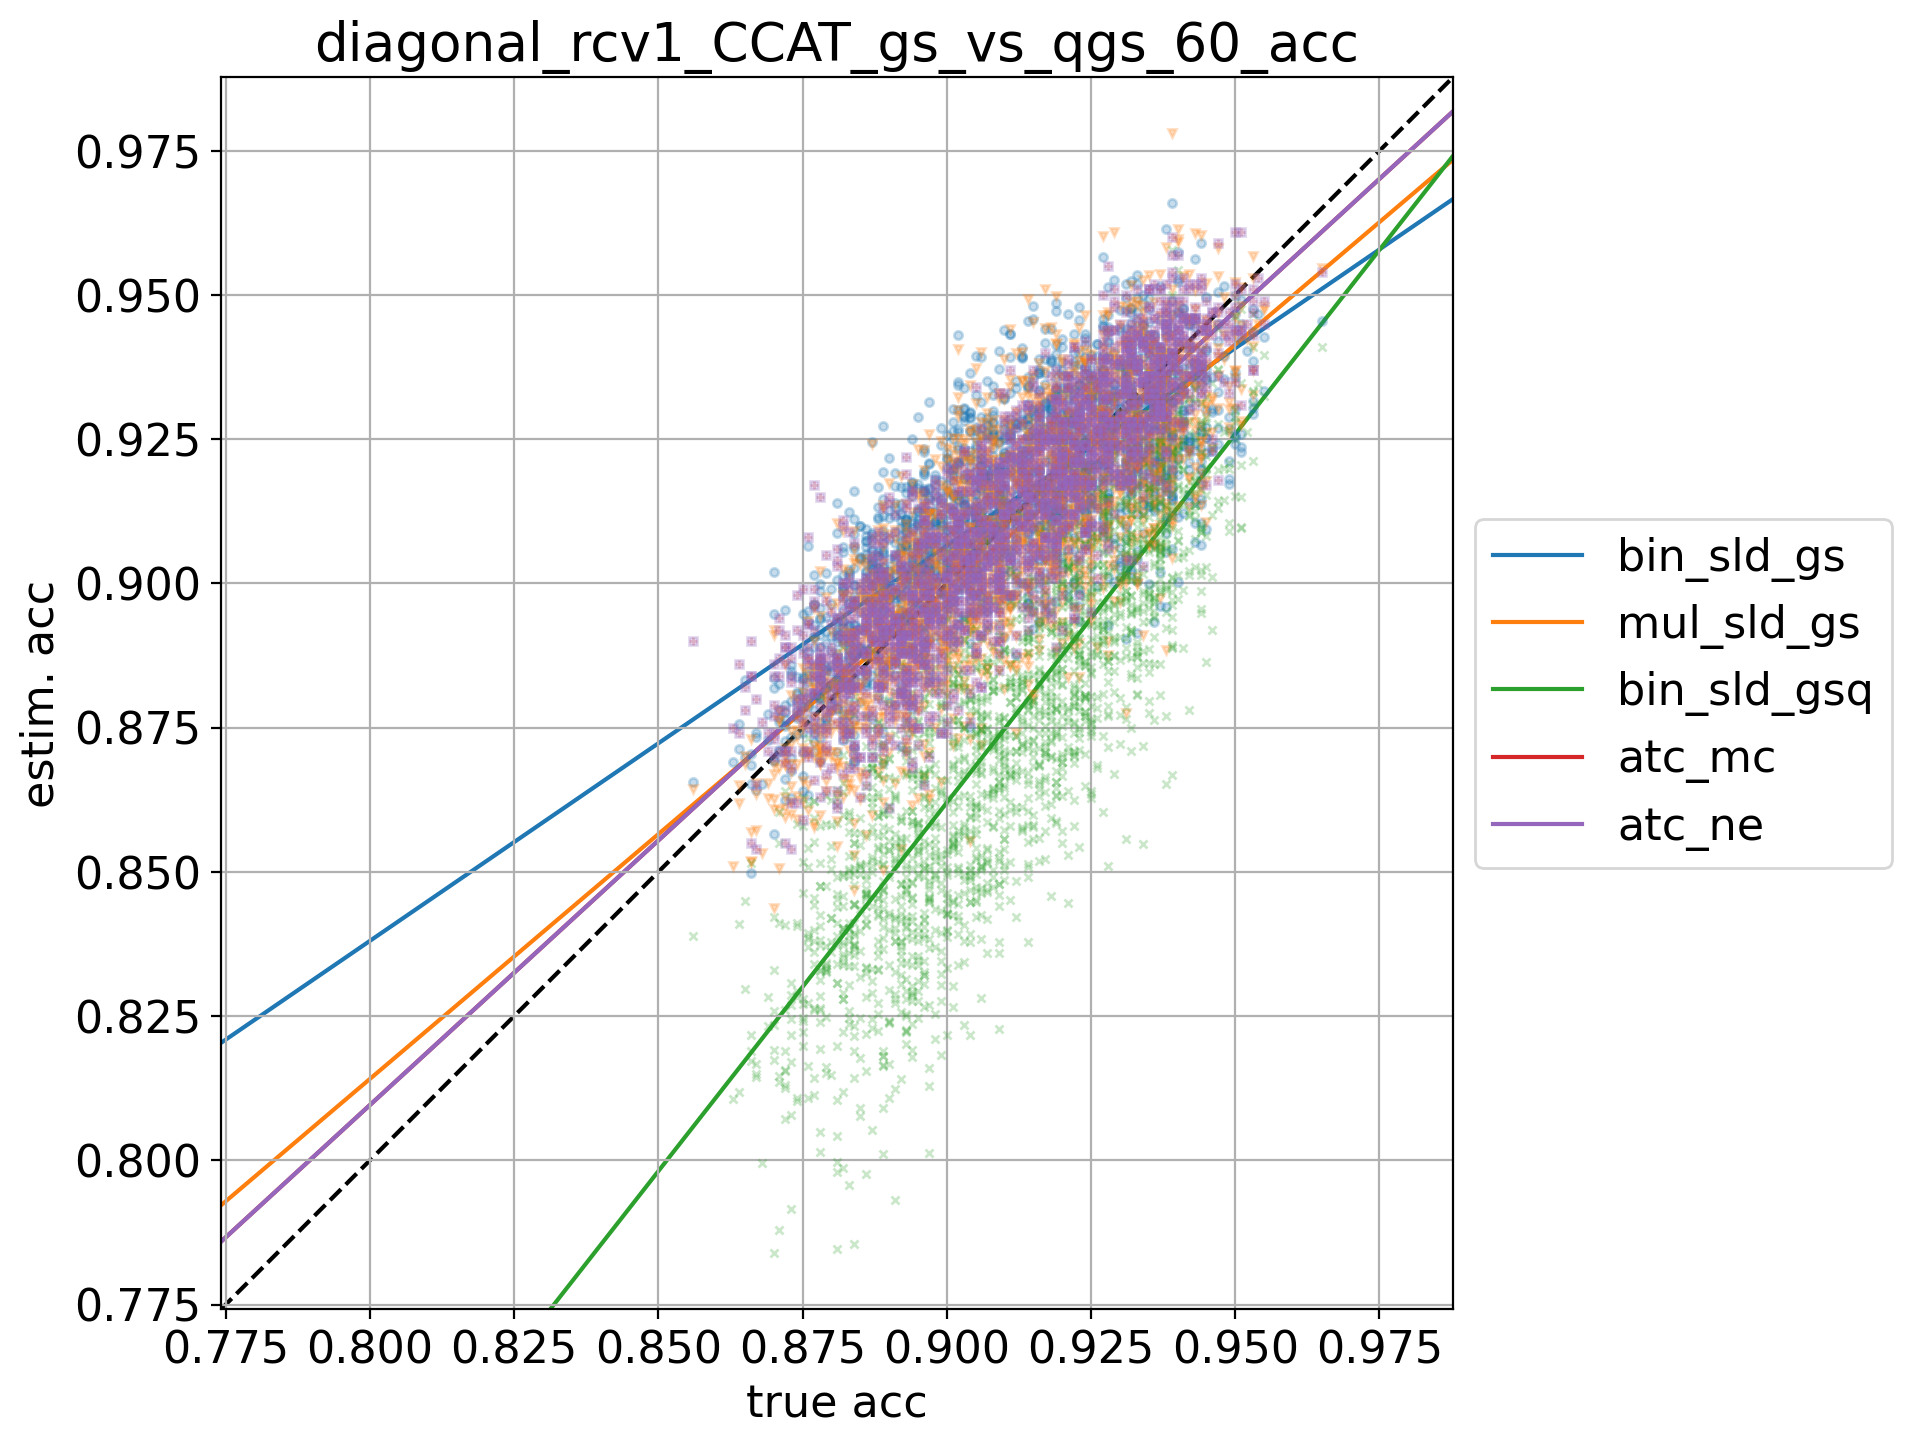 diagonal_rcv1_CCAT_gs_vs_qgs_60_acc
0.975
0.950
0.925
0.900
0.875
0.850
0.825
0.800
0.775
estim. acc
0.775 0.800 0.825 0.850 0.875 0.900 0.925 0.950 0.975
true acc
bin_sld_gs
mul_sld_gs
bin_sld_gsq
atc_mc
atc_ne